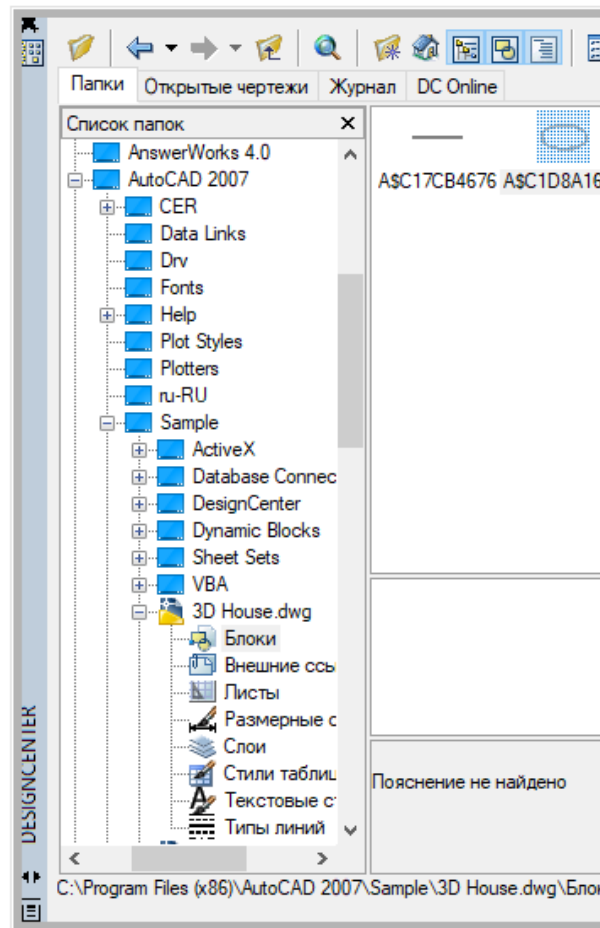 Папки Открытые чертежи Журнал DC Online
Список папок
AnswerWorks 4.0
AutoCAD 2007
CER
Data Links
Drv
Fonts
Help
Plot Styles
Plotters
ru-RU
Sample
ActiveX
Database Connec
DesignCenter
Dynamic Blocks
Sheet Sets
VBA
3D House.dwg
Блоки
Внешние ссы
Листы
Размерные с
Слои
Стили таблиц
Текстовые ст
Типы линий
A$C17CB4676 A$C1D8A16
Пояснение не найдено
C:\Program Files (x86)\AutoCAD 2007\Sample\3D House.dwg\Блок
DESIGNCENTER